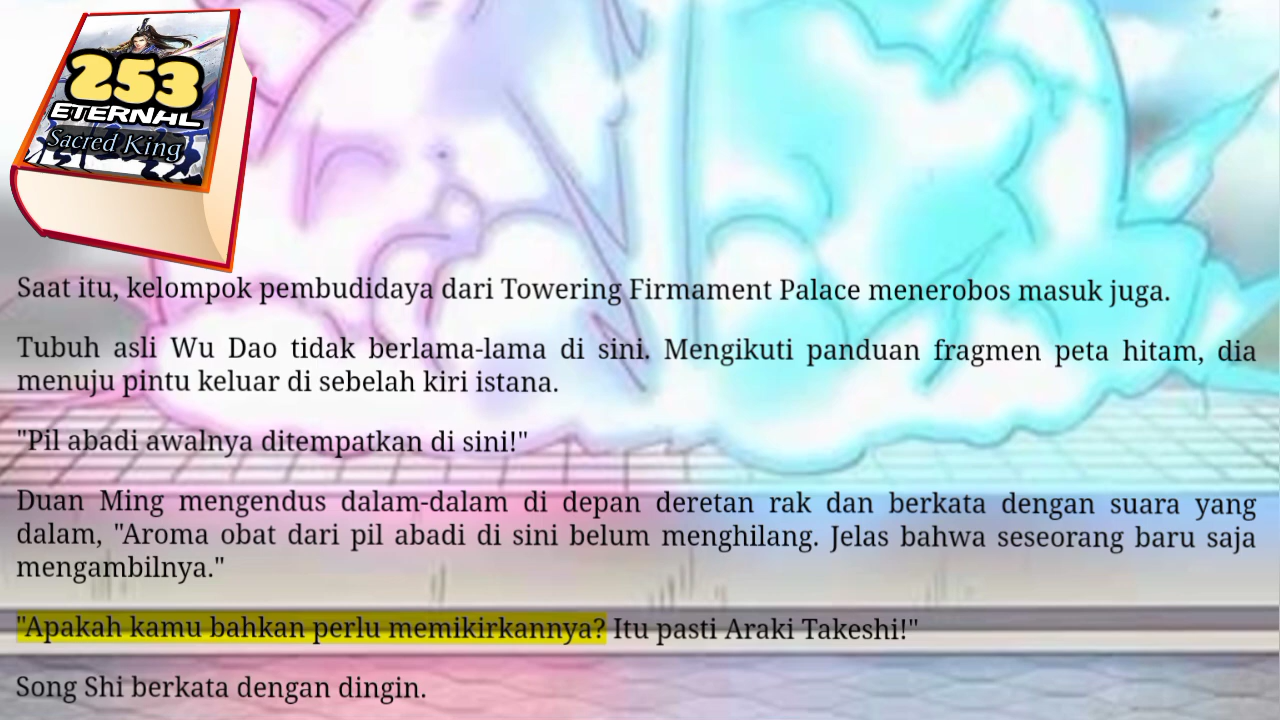 253
ETERNAL
Sacred King
Saat itu, kelompok pembudidaya dari Towering Firmament Palace menerobos masuk juga.
Tubuh asli Wu Dao tidak berlama-lama di sini. Mengikuti panduan fragmen peta hitam, dia
menuju pintu keluar di sebelah kiri istana.
"Pil abadi awalnya ditempatkan di sini!"
Duan Ming mengendus dalam-dalam di depan deretan rak dan berkata dengan suara yang
dalam, "Aroma obat dari pil abadi di sini belum menghilang. Jelas bahwa seseorang baru saja
mengambilnya."
"Apakah kamu bahkan perlu memikirkannya? Itu pasti Araki Takeshi!"
Song Shi berkata dengan dingin.